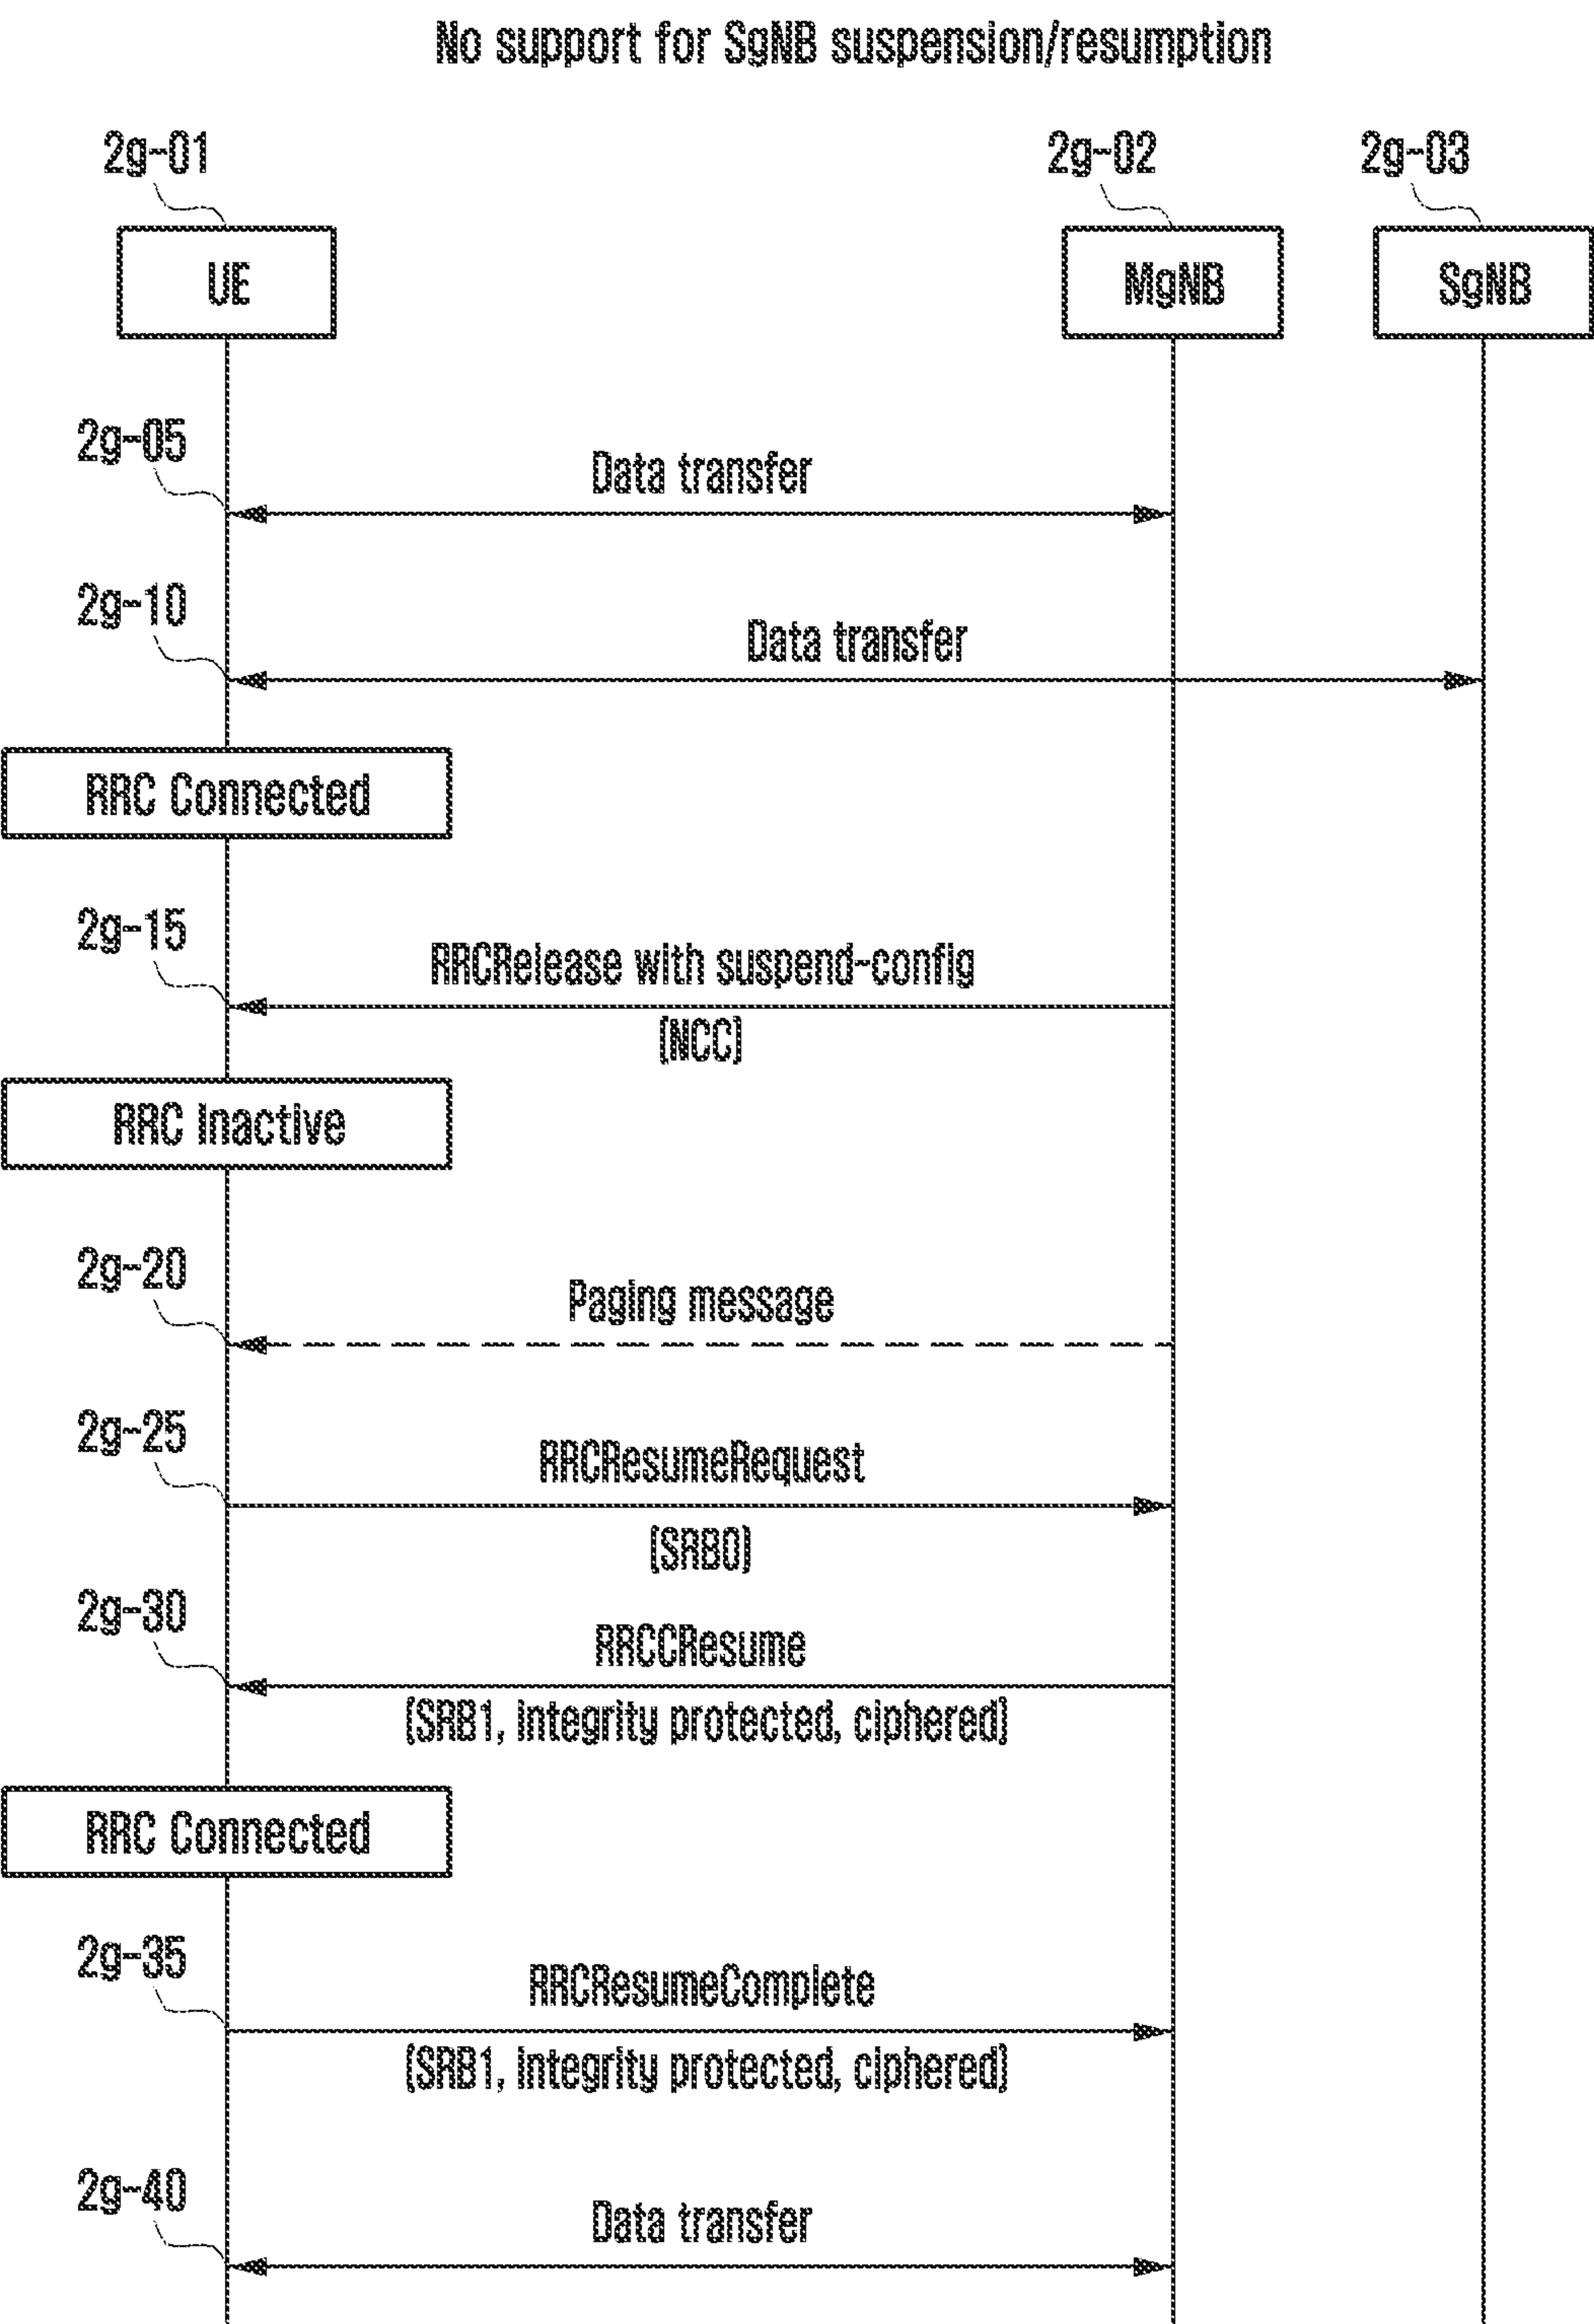 No support for SgNB suspension/resumption
2g-01
2g-02
2g-03
UE
MgNB
SgNB
2g-05
Data transfer
2g-10
Data transfer
RRC Connected
2g-15
RRCRelease with suspend-config
(NCC)
RRC Inactive
2g-20
Paging message
2g-25
RRCResumeRequest
(SRB0)
2g-30
RRCCResume
(SRB1, integrity protected, ciphered)
RRC Connected
2g-35
RRCResumeComplete
(SRB1, integrity protected, ciphered)
2g-40
Data transfer